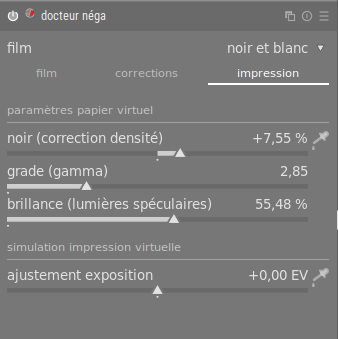 docteur néga
film noir et blanc
film corrections impression
paramètres papier virtuel
noir (correction densité) +7,55 %
grade (gamma) 2,85
brillance (lumières spéculaires) 55,48 %
simulation impression virtuelle
ajustement exposition +0,00 EV